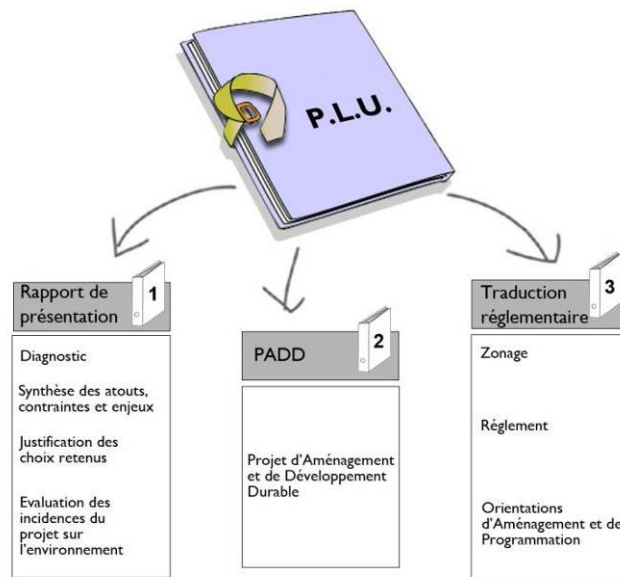 P.L.U.
Rapport de
présentation
1
Diagnostic
Synthèse des atouts,
contraintes et enjeux
Justification des
choix retenus
Evaluation des
incidences du
projet sur
l'environnement
PADD
2
Projet d'Aménagement
et de Développement
Durable
Traduction
réglementaire
3
Zonage
Réglement
Orientations
d'Aménagement et de
Programmation